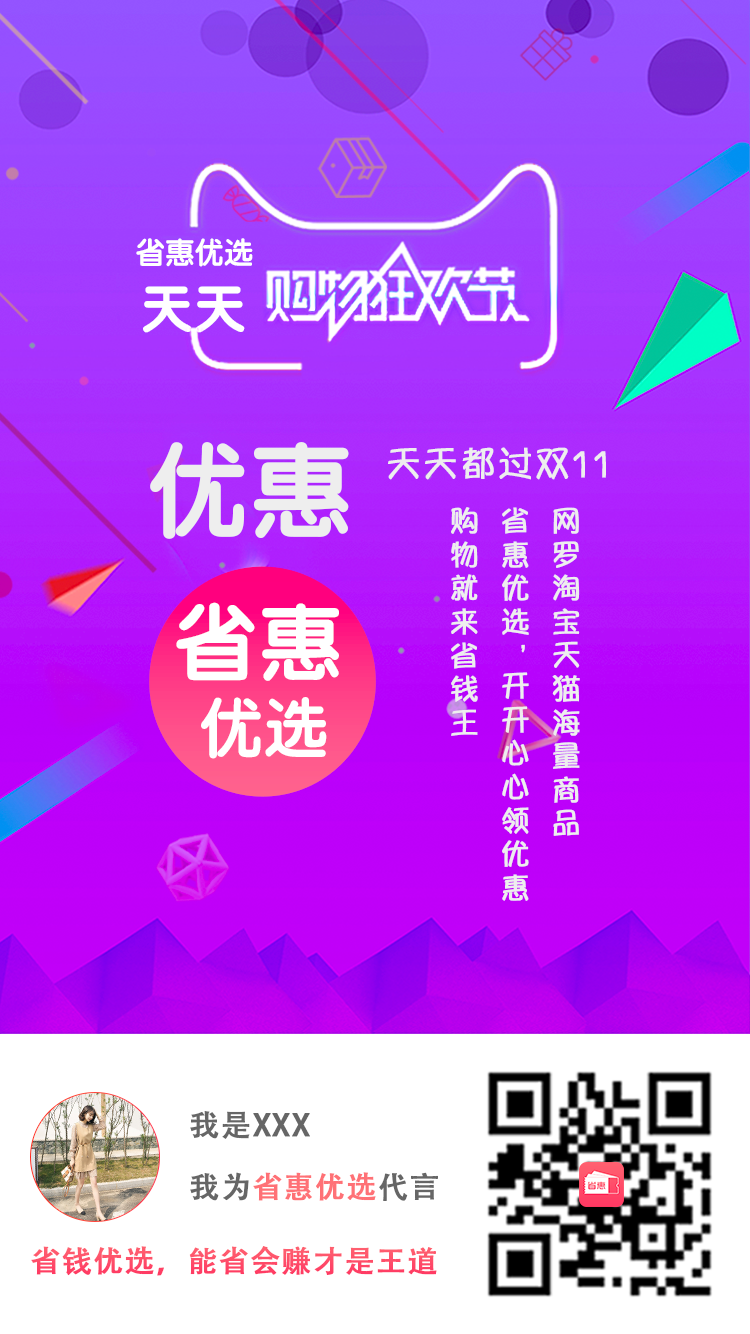 省惠优选
天天
购物狂欢节
优惠
省惠
优选
天天都过双11
网罗淘宝天猫海量商品
省惠优选，开开心心领优惠
购物就来省钱王
我是XXX
我为省惠优选代言
省惠
省钱优选，能省会赚才是王道